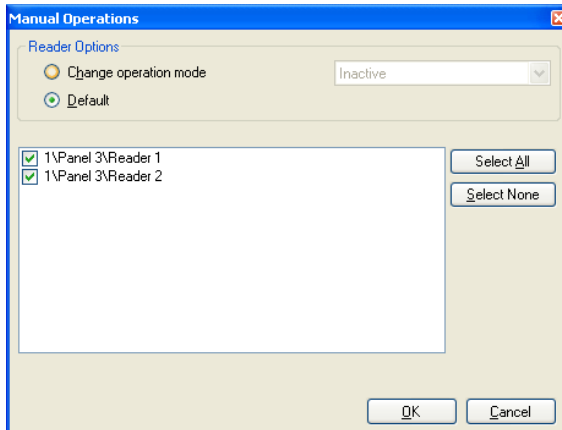 Manual Operations
Reader Options
Change operation mode
Inactive
Default
1\Panel 3\Reader 1
1\Panel 3\Reader 2
Select All
Select None
OK
Cancel